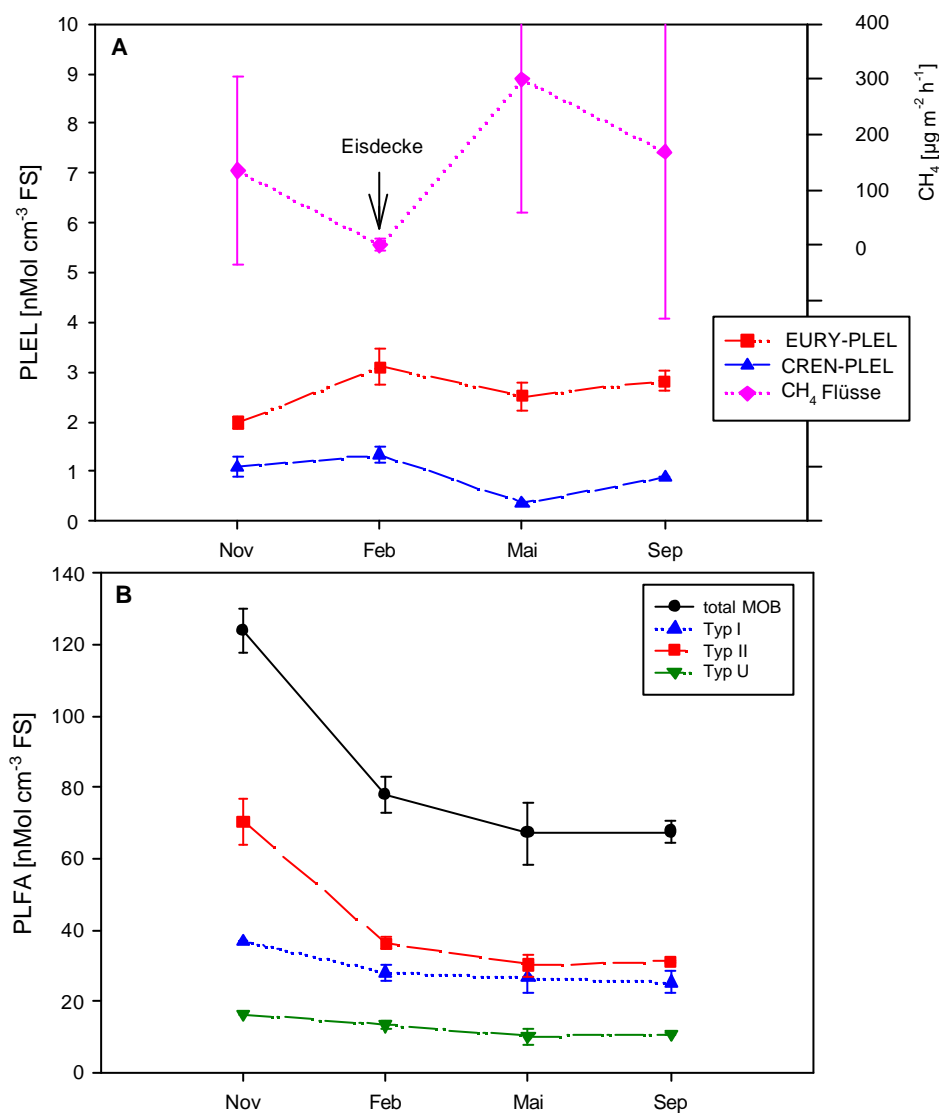 A
10
9
8
7
6
5
4
3
2
1
0
PLEL [nMol cm⁻³ FS]
400
300
200
100
0
CH₄ [µg m⁻² h⁻¹]
Eisdecke
EURY-PLEL
CREN-PLEL
CH₄ Flüsse
Nov Feb Mai Sep
B
140
120
100
80
60
40
20
0
PLFA [nMol cm⁻³ FS]
total MOB
Typ I
Typ II
Typ U
Nov Feb Mai Sep